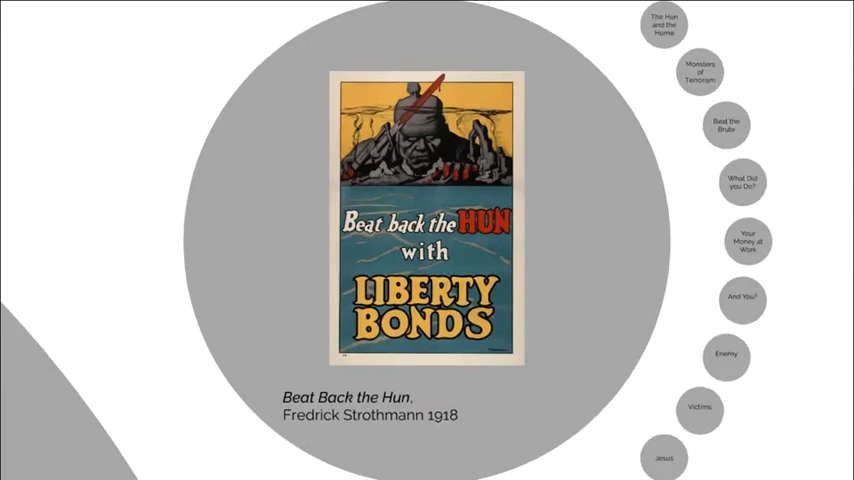 Beat back the HUN
with
LIBERTY
BONDS
Beat Back the Hun,
Fredrick Strothmann 1918
The Hun
and the
Home
Monsters
of
Terrorism
Beat the
Brute
What Did
you Do?
Your
Money at
Work
And You?
Enemy
Victims
Jesus